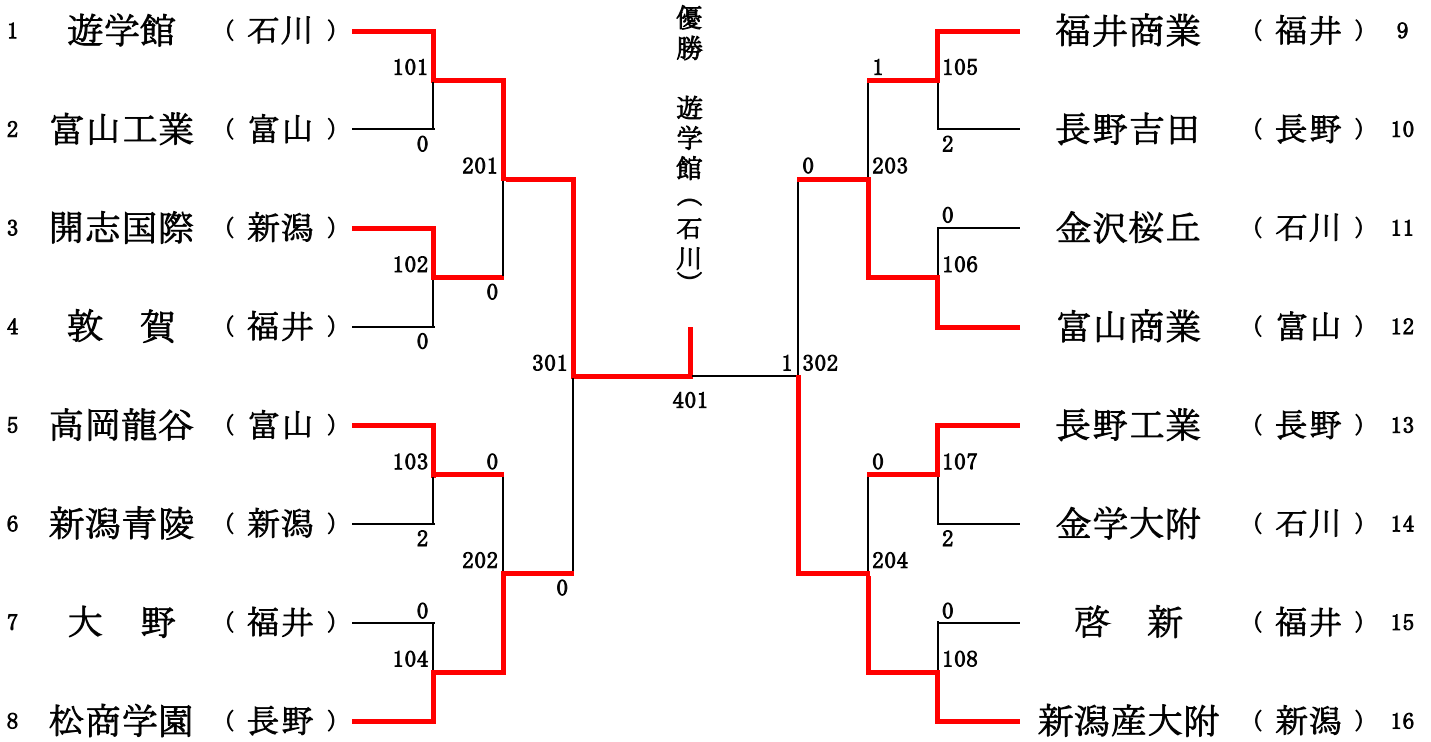 優勝　遊学館（石川）
1 遊学館 （石川）
101
2 富山工業 （富山）
0
201
3 開志国際 （新潟）
102
0
4 敦　賀 （福井）
0
301
401
5 高岡龍谷 （富山）
103
0
6 新潟青陵 （新潟）
2
202
0
7 大　野 （福井）
0
104
8 松商学園 （長野）
福井商業 （福井） 9
1
105
長野吉田 （長野） 10
2
0
203
金沢桜丘 （石川） 11
0
106
富山商業 （富山） 12
1
302
長野工業 （長野） 13
0
107
金学大附 （石川） 14
2
204
啓　新 （福井） 15
0
108
新潟産大附 （新潟） 16